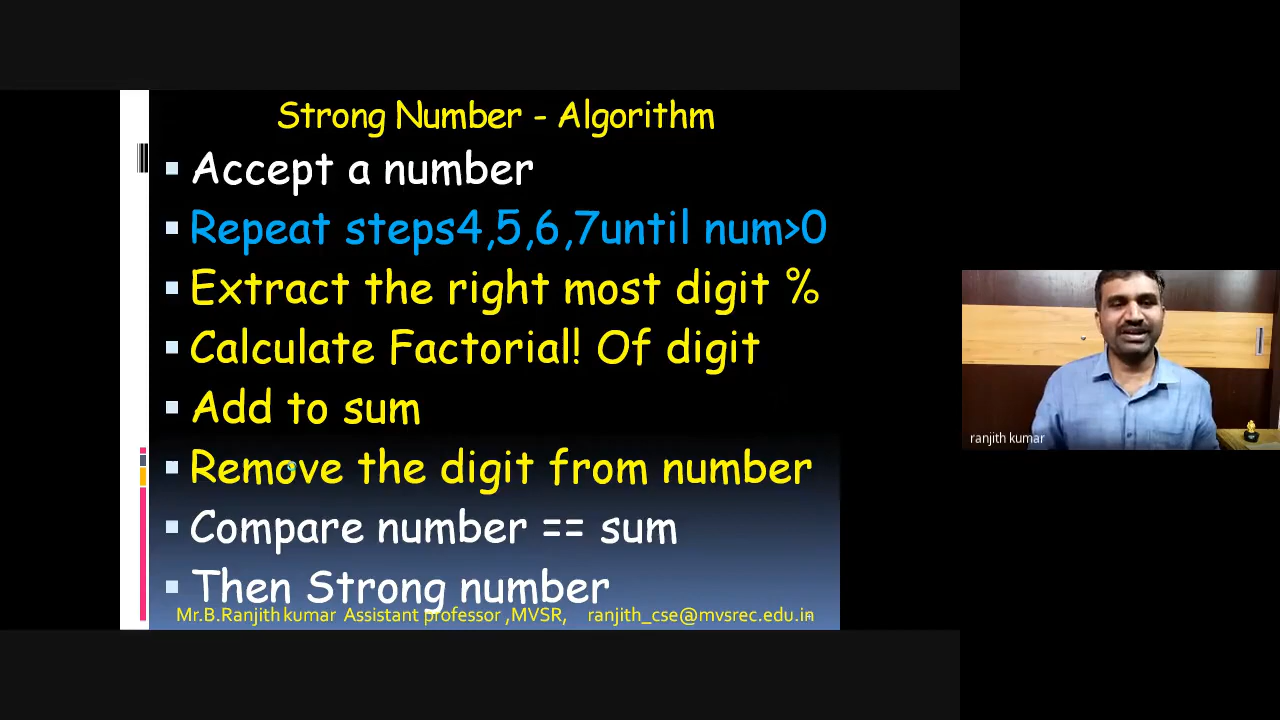 Strong Number - Algorithm
Accept a number
Repeat steps4,5,6,7until num>0
Extract the right most digit %
Calculate Factorial! Of digit
Add to sum
Remove the digit from number
Compare number == sum
Then Strong number
Mr.B.Ranjith kumar Assistant professor ,MVSR, ranjith_cse@mvsrec.edu.in
ranjith kumar